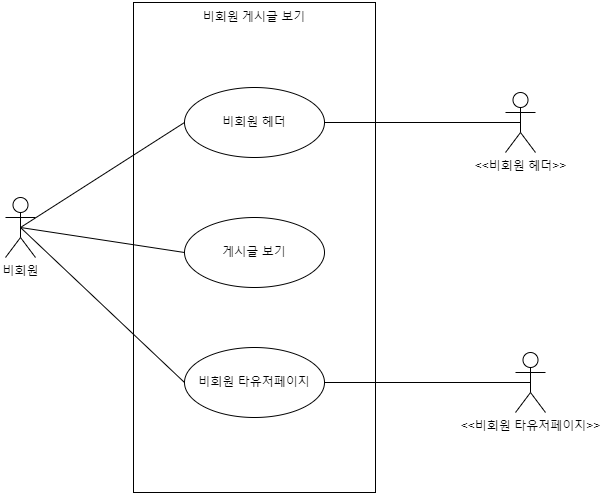 비회원 게시글 보기
비회원 헤더
<<비회원 헤더>>
게시글 보기
비회원
비회원 타유저페이지
<<비회원 타유저페이지>>